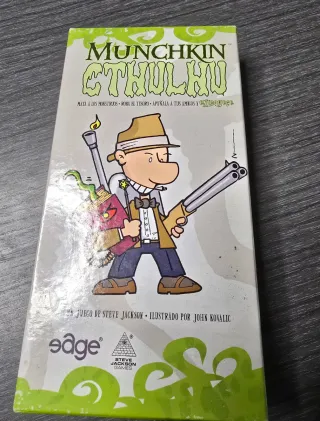 MUNCHKIN
CTHULHU
MATA A LOS MONSTRUOS • ROBA EL TESORO • APUÑALA A TUS AMIGOS Y
JUEGO DE STEVE JACKSON • ILUSTRADO POR JOHN KOVALIC
edge
STEVE
JACKSON
GAMES